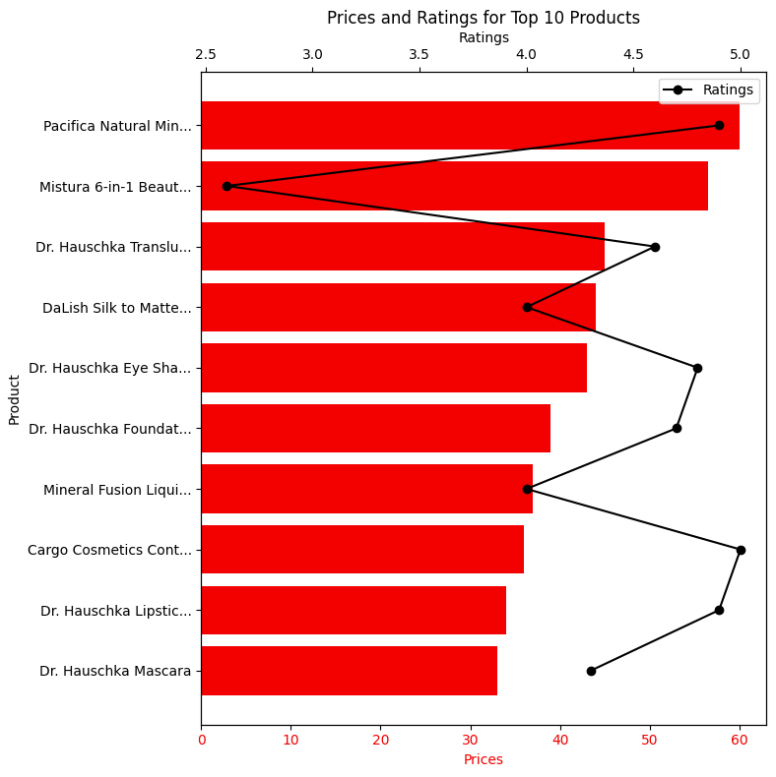 Prices and Ratings for Top 10 Products
Ratings
2.5 3.0 3.5 4.0 4.5 5.0
Ratings
Pacifica Natural Min...
Mistura 6-in-1 Beaut...
Dr. Hauschka Translu...
DaLish Silk to Matte...
Dr. Hauschka Eye Sha...
Dr. Hauschka Foundat...
Mineral Fusion Liqui...
Cargo Cosmetics Cont...
Dr. Hauschka Lipstic...
Dr. Hauschka Mascara
Product
0 10 20 30 40 50 60
Prices